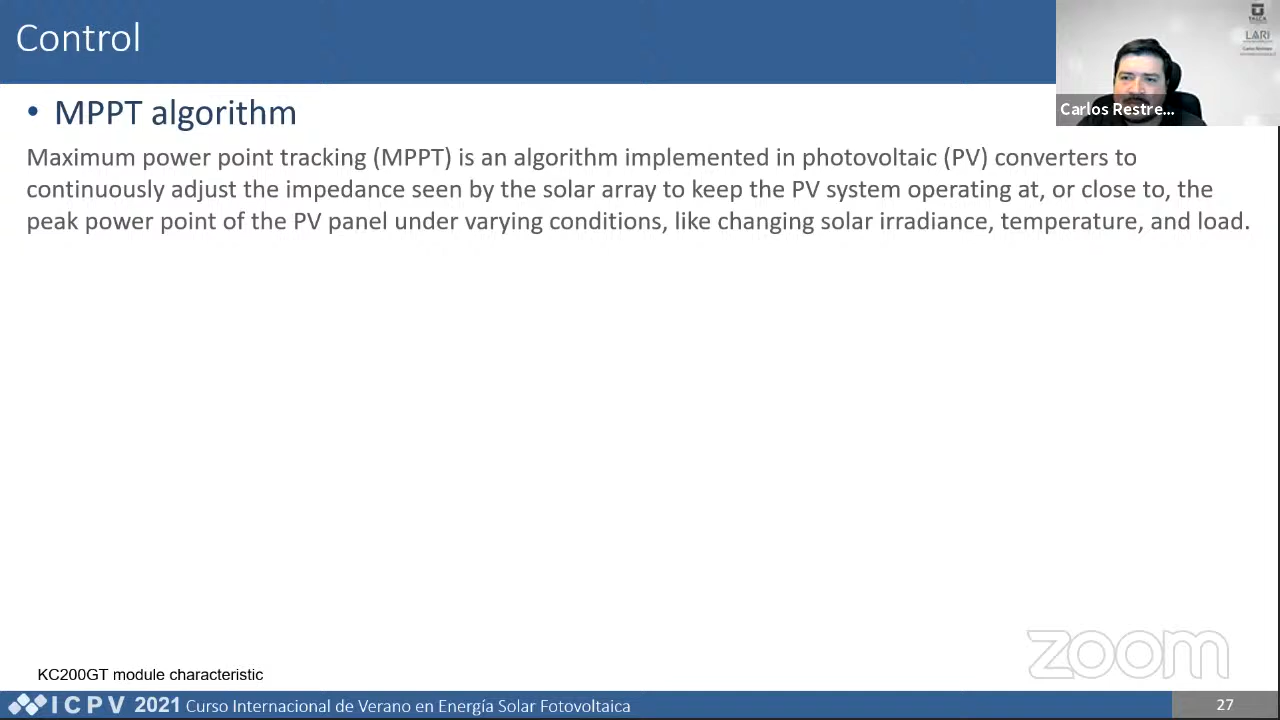 Control
TALCA
LARI
Carlos Restre...
• MPPT algorithm
Maximum power point tracking (MPPT) is an algorithm implemented in photovoltaic (PV) converters to
continuously adjust the impedance seen by the solar array to keep the PV system operating at, or close to, the
peak power point of the PV panel under varying conditions, like changing solar irradiance, temperature, and load.
zoom
KC200GT module characteristic
ICPV 2021 Curso Internacional de Verano en Energía Solar Fotovoltaica
27